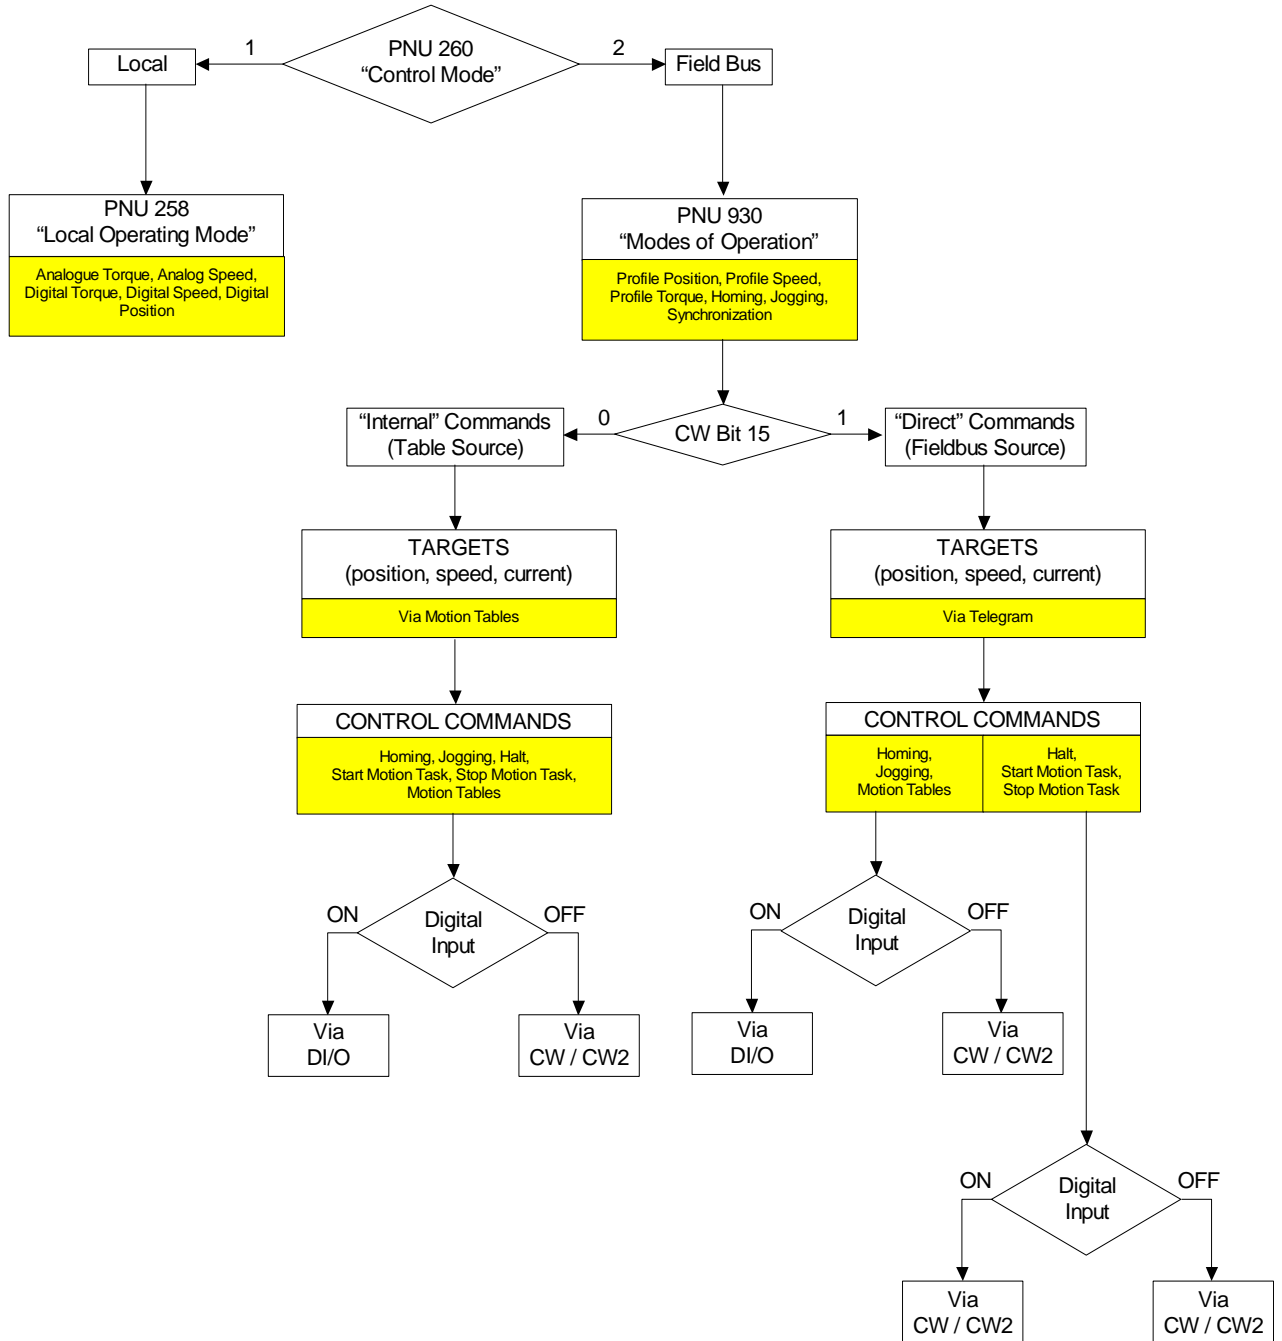 1
PNU 260
“Control Mode”
2
Local
Field Bus
PNU 258
“Local Operating Mode”
Analogue Torque, Analog Speed,
Digital Torque, Digital Speed, Digital
Position
PNU 930
“Modes of Operation”
Profile Position, Profile Speed,
Profile Torque, Homing, Jogging,
Synchronization
“Internal” Commands
(Table Source)
0
CW Bit 15
1
“Direct” Commands
(Fieldbus Source)
TARGETS
(position, speed, current)
Via Motion Tables
TARGETS
(position, speed, current)
Via Telegram
CONTROL COMMANDS
Homing, Jogging, Halt,
Start Motion Task, Stop Motion Task,
Motion Tables
CONTROL COMMANDS
Homing,
Jogging,
Motion Tables
Halt,
Start Motion Task,
Stop Motion Task
ON
Digital
Input
OFF
Via
DI/O
Via
CW / CW2
ON
Digital
Input
OFF
Via
DI/O
Via
CW / CW2
ON
Digital
Input
OFF
Via
CW / CW2
Via
CW / CW2